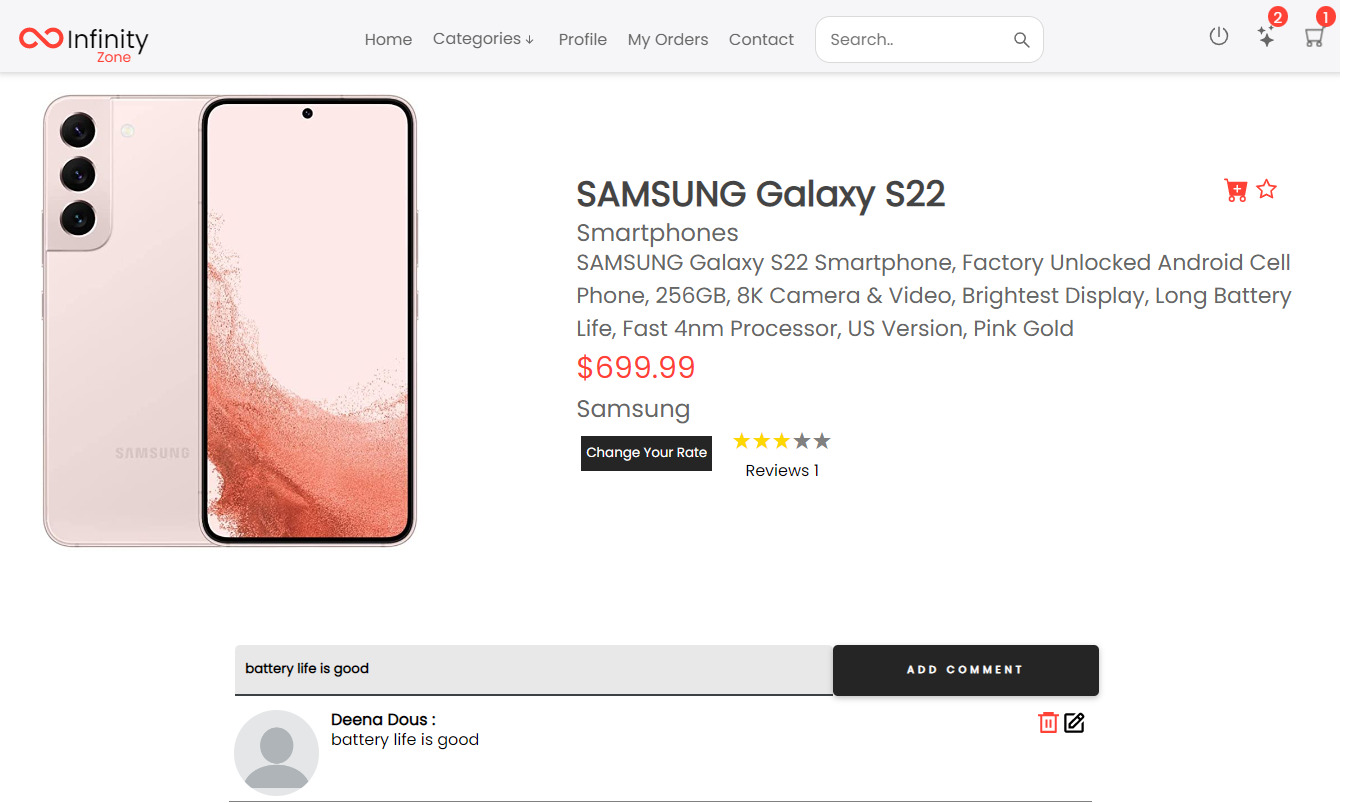 Infinity
Zone
Home Categories ↓ Profile My Orders Contact Search..
2
1
SAMSUNG
SAMSUNG Galaxy S22
Smartphones
SAMSUNG Galaxy S22 Smartphone, Factory Unlocked Android Cell
Phone, 256GB, 8K Camera & Video, Brightest Display, Long Battery
Life, Fast 4nm Processor, US Version, Pink Gold
$699.99
Samsung
Change Your Rate
Reviews 1
battery life is good
ADD COMMENT
Deena Dous :
battery life is good